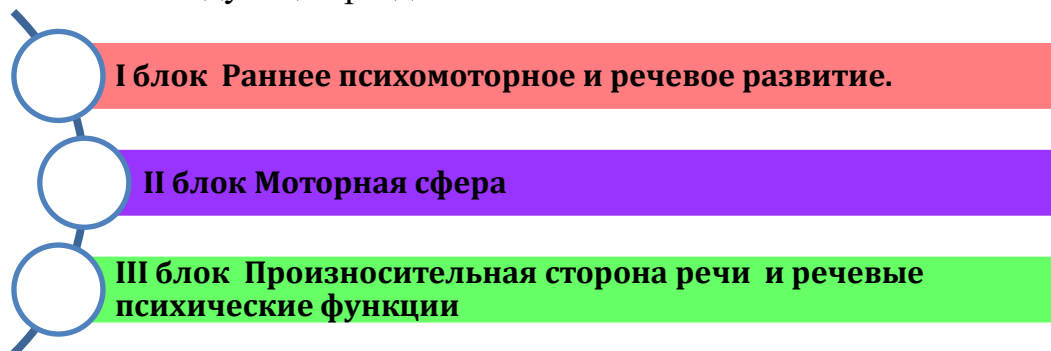 I блок Раннее психомоторное и речевое развитие.
II блок Моторная сфера
III блок Произносительная сторона речи и речевые
психические функции